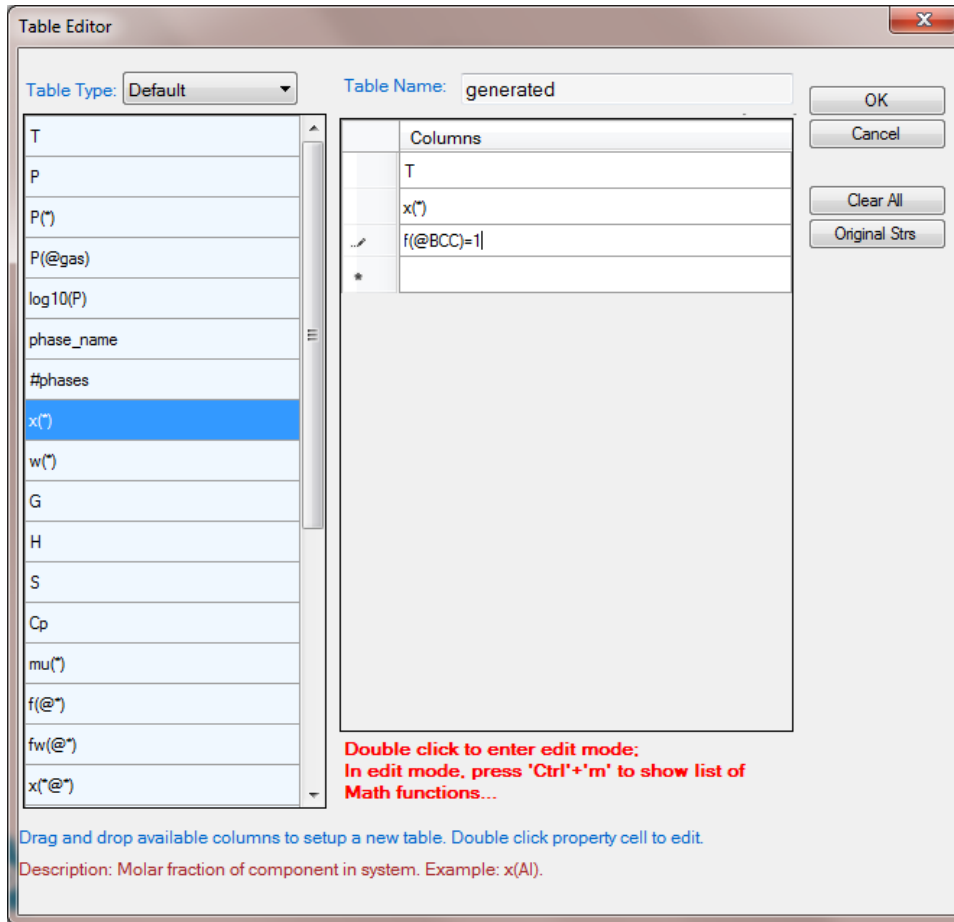 Table Editor
Table Type: Default
Table Name: generated
T
P
P(*)
P(@gas)
log10(P)
phase_name
#phases
x(*)
w(*)
G
H
S
Cp
mu(*)
f(@*)
fw(@*)
x(*@*)
Columns
T
x(*)
f(@BCC)=1
*
OK
Cancel
Clear All
Original Strs
Double click to enter edit mode;
In edit mode, press 'Ctrl'+'m' to show list of
Math functions...
Drag and drop available columns to setup a new table. Double click property cell to edit.
Description: Molar fraction of component in system. Example: x(Al).